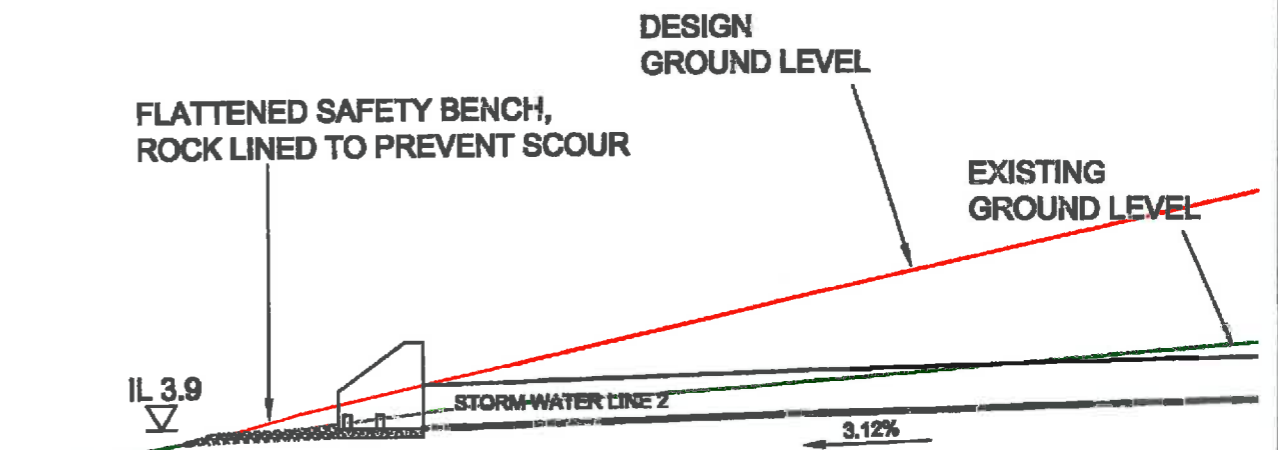 DESIGN
GROUND LEVEL
FLATTENED SAFETY BENCH,
ROCK LINED TO PREVENT SCOUR
EXISTING
GROUND LEVEL
IL 3.9
STORM WATER LINE 2
3.12%